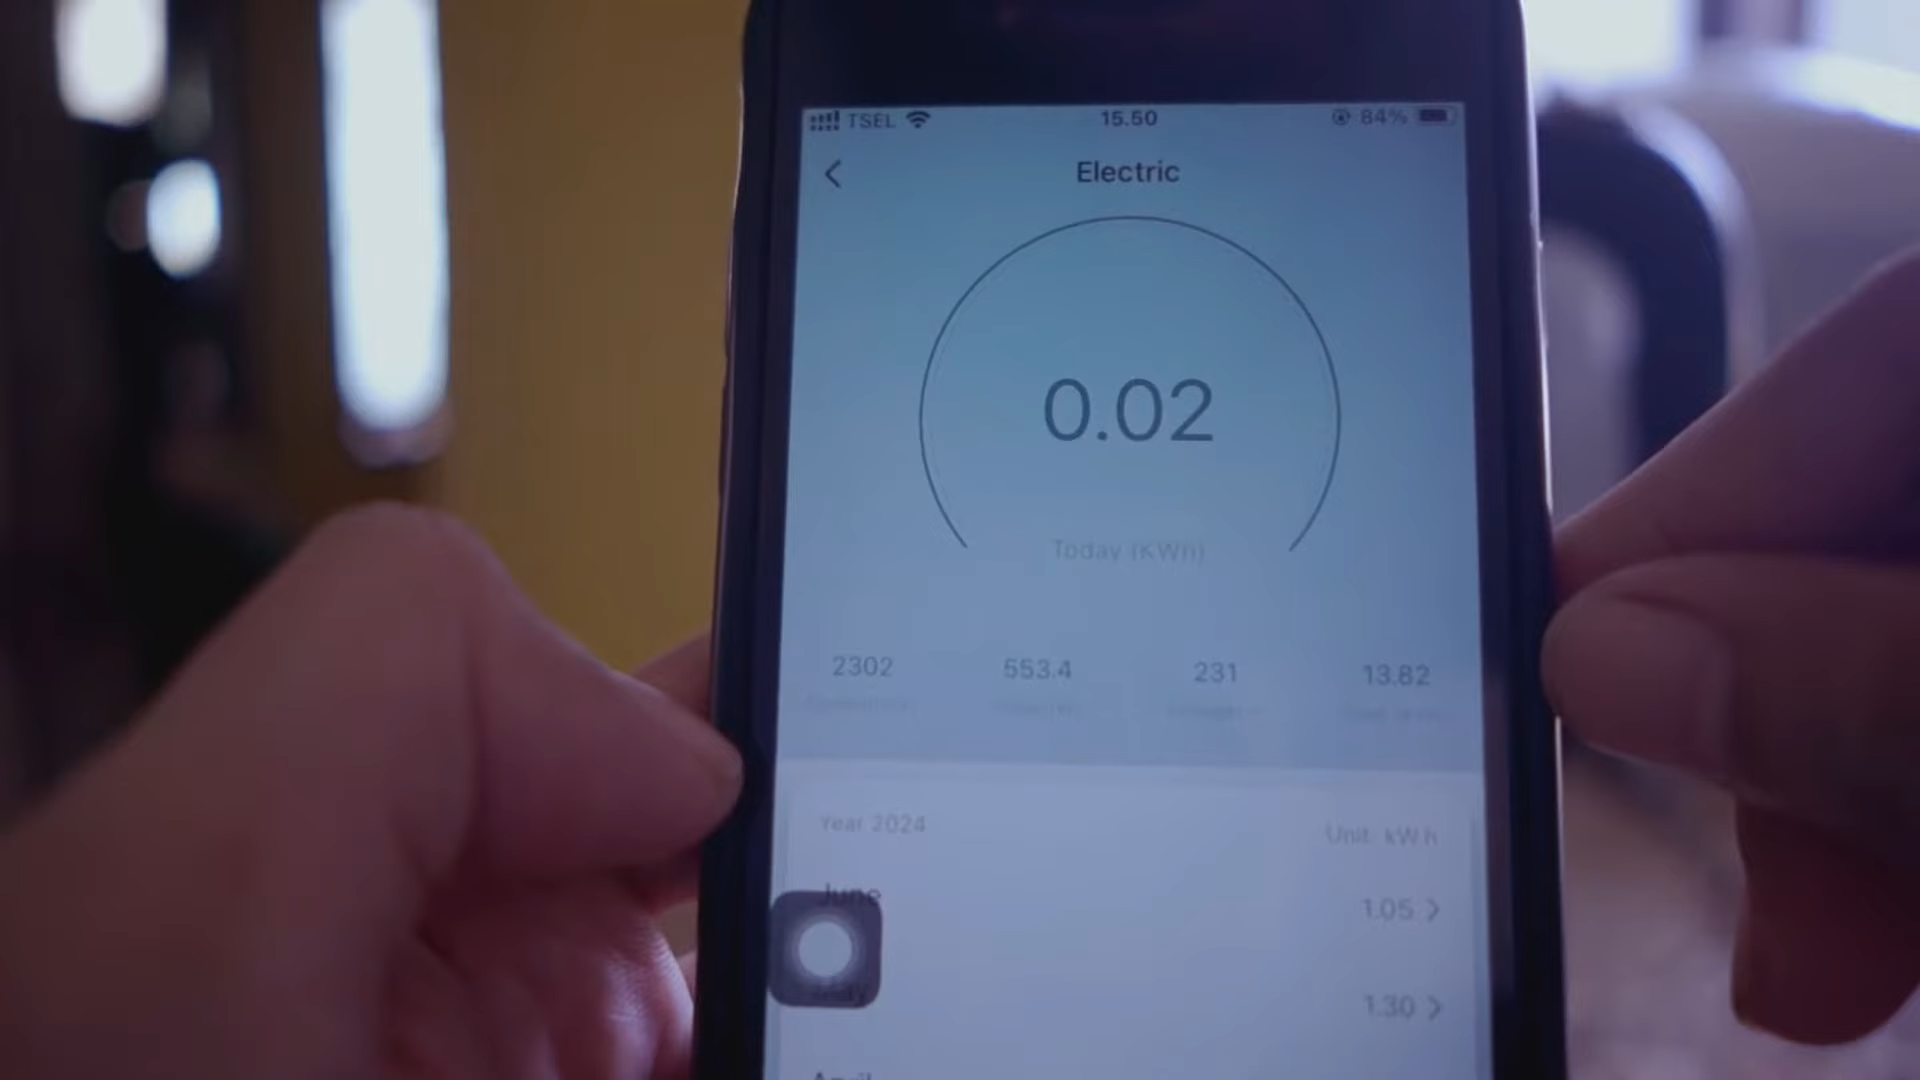 TSEL 15.50 84%
Electric
0.02
Today (KWh)
2302 553.4 231 13.82
Year 2024 Unit: kW h
June 1.05
1.30
April